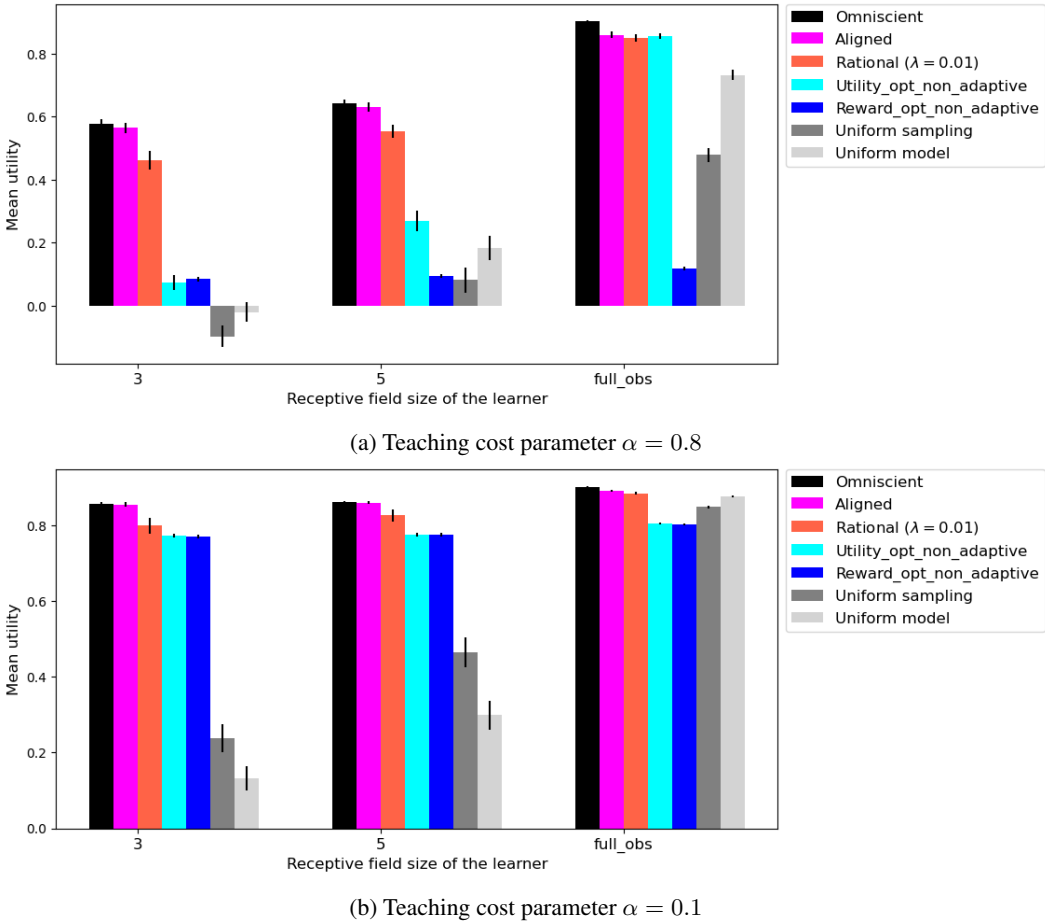 Mean utility
0.8
0.6
0.4
0.2
0.0
3
5
full_obs
Receptive field size of the learner
Omniscient
Aligned
Rational (λ = 0.01)
Utility_opt_non_adaptive
Reward_opt_non_adaptive
Uniform sampling
Uniform model
(a) Teaching cost parameter α = 0.8
Mean utility
0.8
0.6
0.4
0.2
0.0
3
5
full_obs
Receptive field size of the learner
Omniscient
Aligned
Rational (λ = 0.01)
Utility_opt_non_adaptive
Reward_opt_non_adaptive
Uniform sampling
Uniform model
(b) Teaching cost parameter α = 0.1